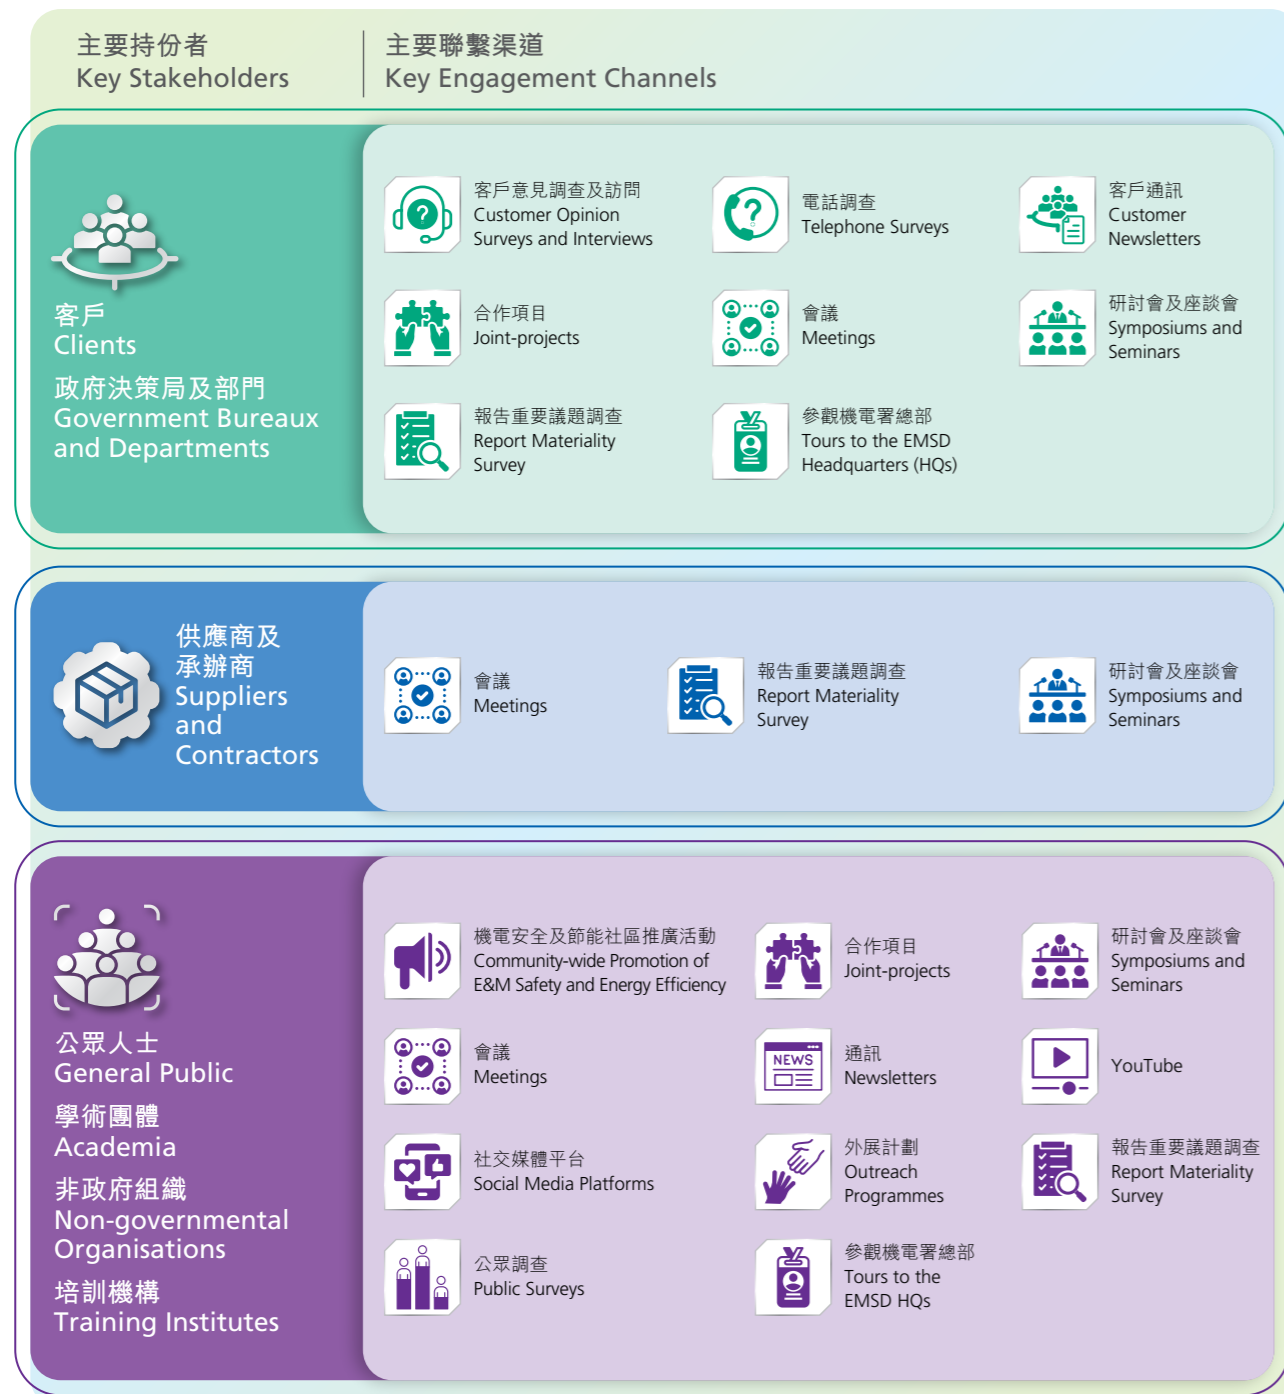 主要持份者
Key Stakeholders
主要聯繫渠道
Key Engagement Channels
客戶
Clients
政府決策局及部門
Government Bureaux
and Departments
客戶意見調查及訪問
Customer Opinion
Surveys and Interviews
電話調查
Telephone Surveys
客戶通訊
Customer
Newsletters
合作項目
Joint-projects
會議
Meetings
研討會及座談會
Symposiums and
Seminars
報告重要議題調查
Report Materiality
Survey
參觀機電署總部
Tours to the EMSD
Headquarters (HQs)
供應商及
承辦商
Suppliers
and
Contractors
會議
Meetings
報告重要議題調查
Report Materiality
Survey
研討會及座談會
Symposiums and
Seminars
公眾人士
General Public
學術團體
Academia
非政府組織
Non-governmental
Organisations
培訓機構
Training Institutes
機電安全及節能社區推廣活動
Community-wide Promotion of
E&M Safety and Energy Efficiency
合作項目
Joint-projects
研討會及座談會
Symposiums and
Seminars
會議
Meetings
NEWS
通訊
Newsletters
YouTube
社交媒體平台
Social Media Platforms
外展計劃
Outreach
Programmes
報告重要議題調查
Report Materiality
Survey
公眾調查
Public Surveys
參觀機電署總部
Tours to the
EMSD HQs